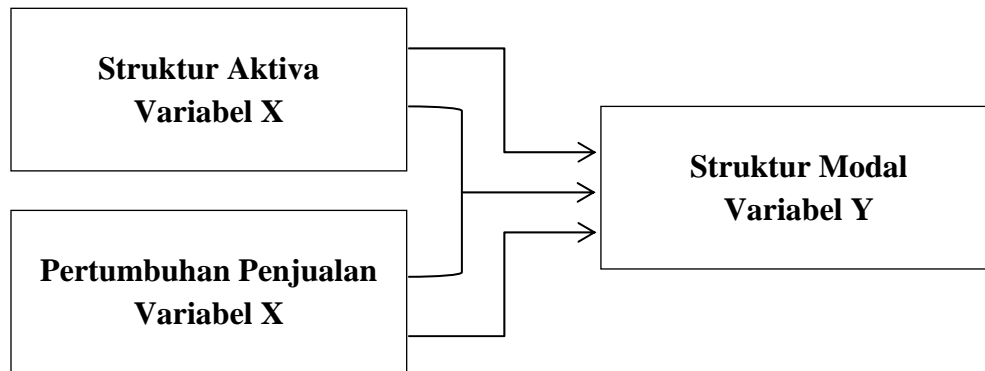 Struktur Aktiva
Variabel X
Struktur Modal
Variabel Y
Pertumbuhan Penjualan
Variabel X